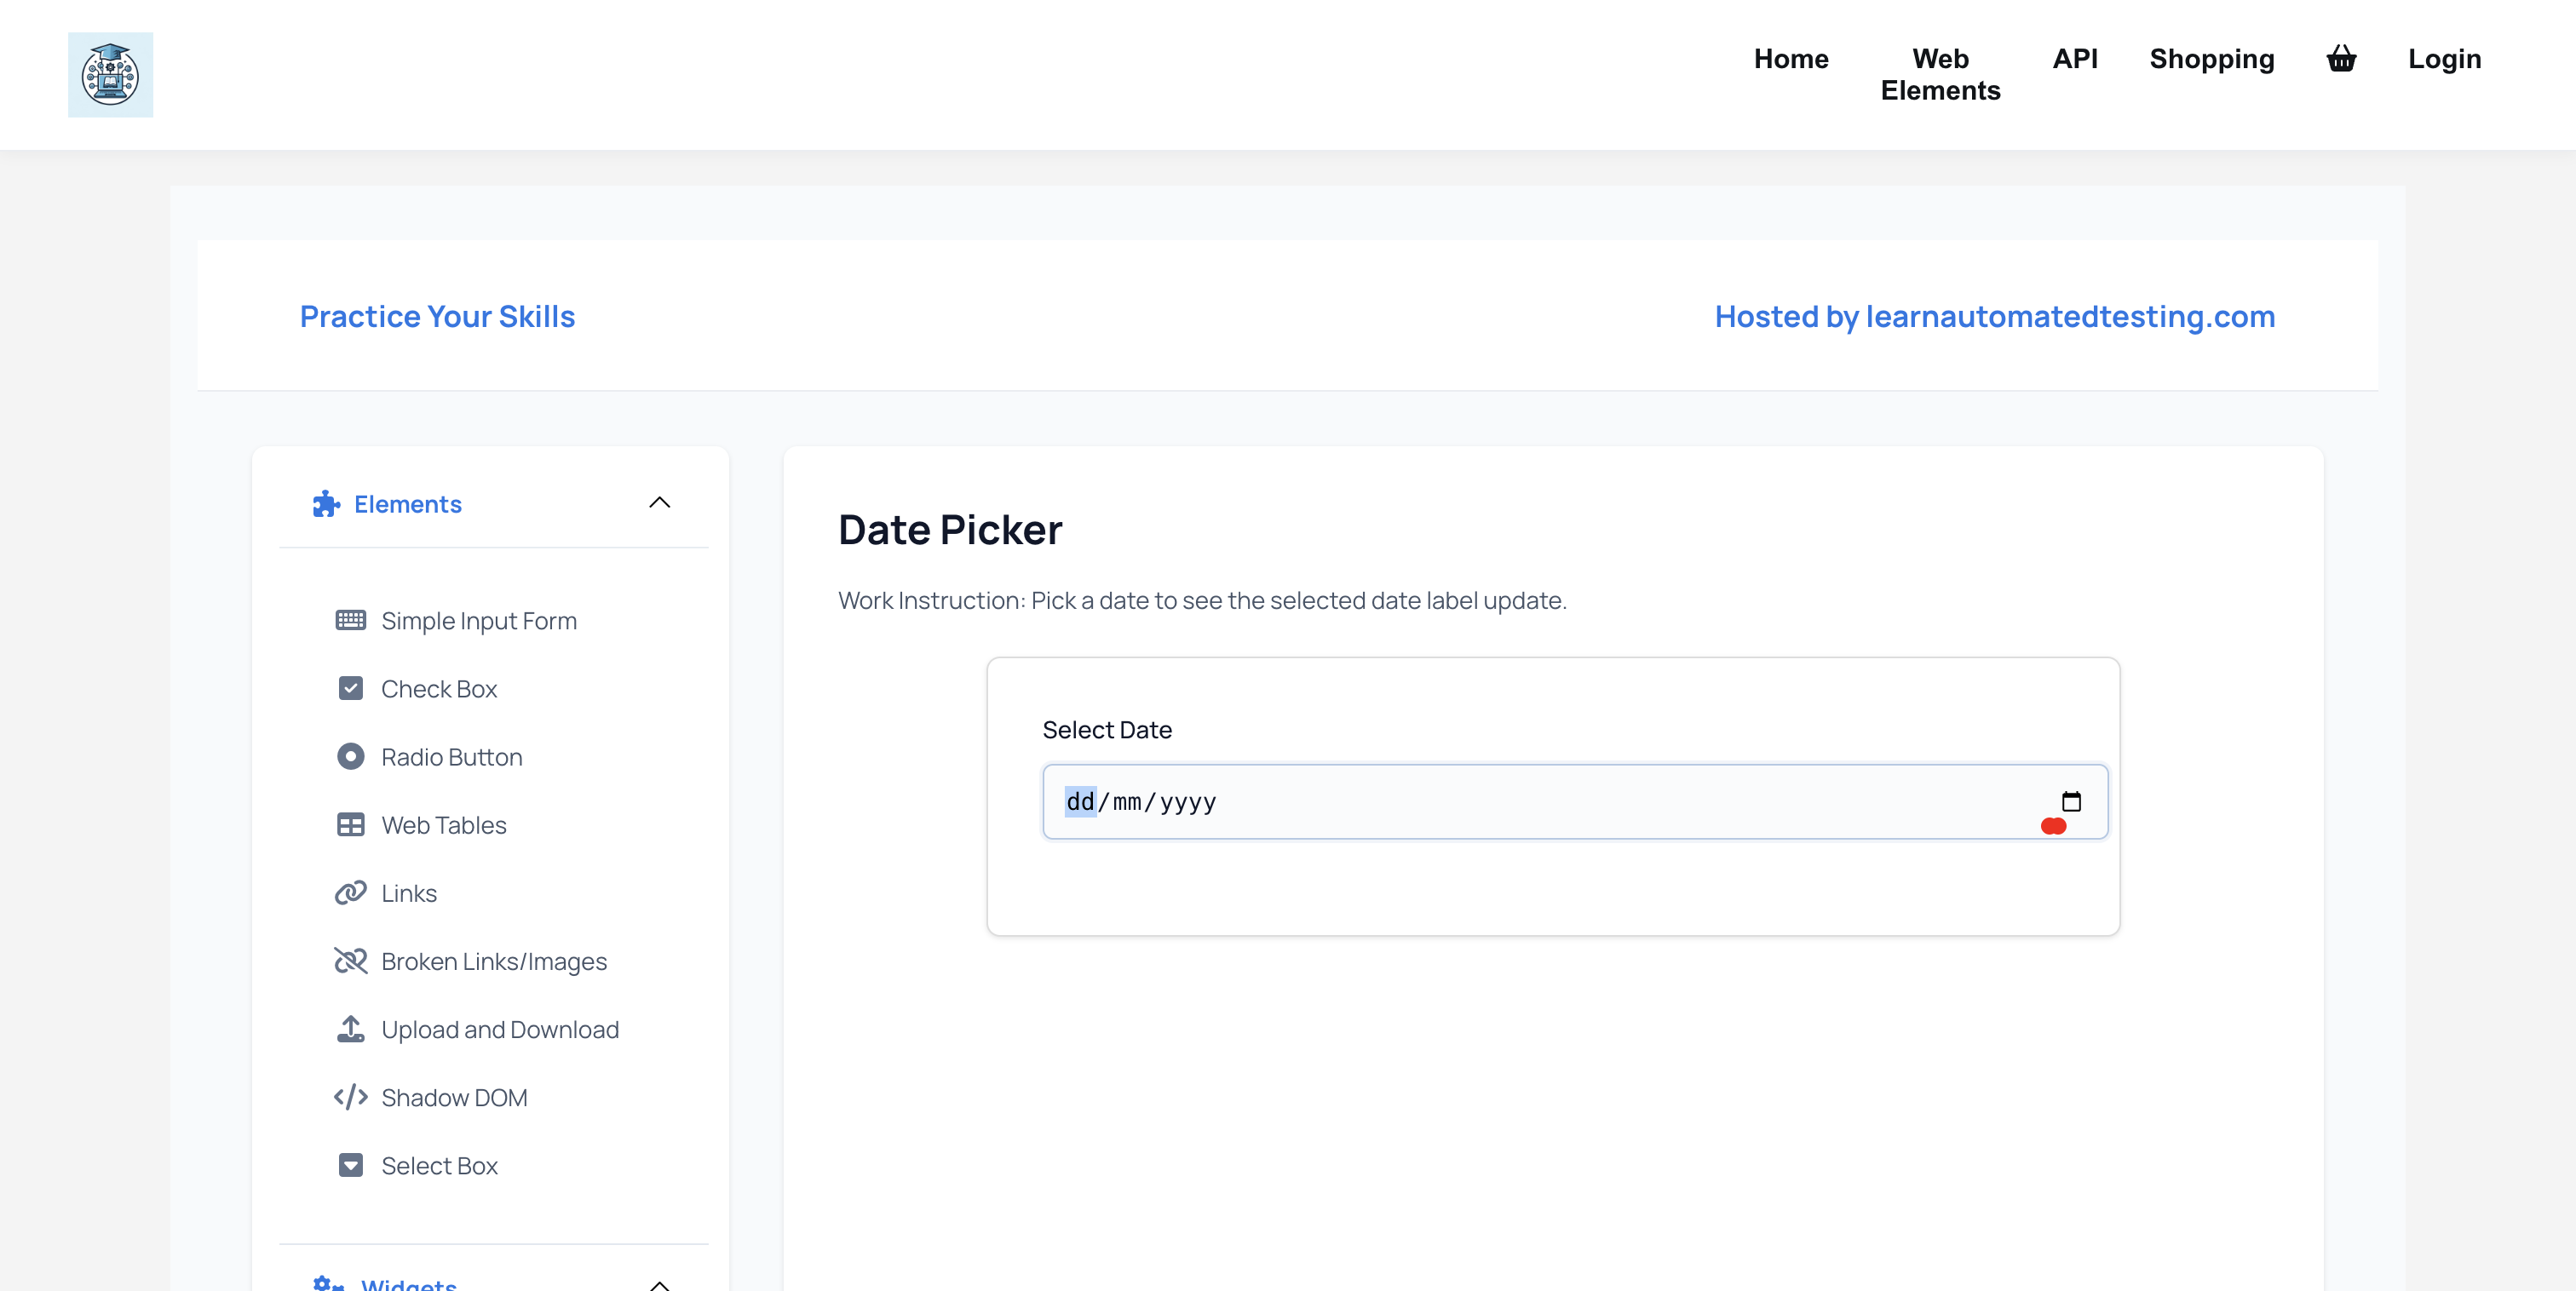 Home
Web
Elements
API
Shopping
Login
Practice Your Skills
Hosted by learnautomatedtesting.com
Elements
Simple Input Form
Check Box
Radio Button
Web Tables
Links
Broken Links/Images
Upload and Download
Shadow DOM
Select Box
Widgets
Date Picker
Work Instruction: Pick a date to see the selected date label update.
Select Date
dd/mm/yyyy